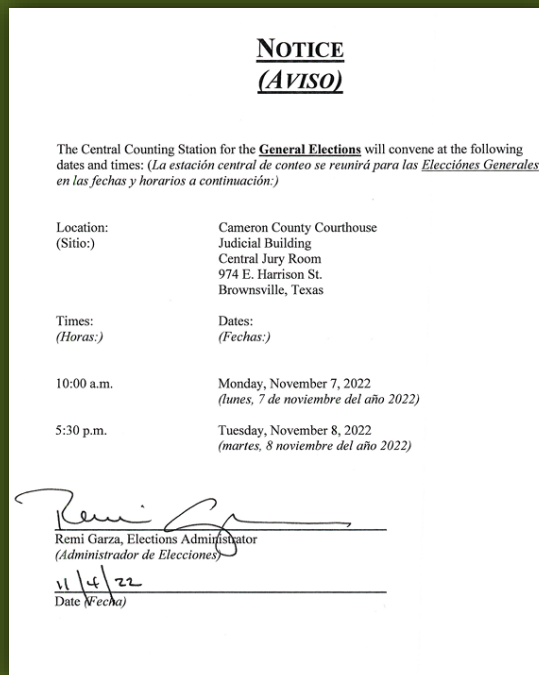 NOTICE
(AVISO)
The Central Counting Station for the General Elections will convene at the following
dates and times: (La estación central de conteo se reunirá para las Elecciónes Generales
en las fechas y horarios a continuación:)
Location: Cameron County Courthouse
(Sitio:) Judicial Building
Central Jury Room
974 E. Harrison St.
Brownsville, Texas
Times: Dates:
(Horas:) (Fechas:)
10:00 a.m. Monday, November 7, 2022
(lunes, 7 de noviembre del año 2022)
5:30 p.m. Tuesday, November 8, 2022
(martes, 8 noviembre del año 2022)
Remi G
Remi Garza, Elections Administrator
(Administrador de Elecciones)
11/4/22
Date (Fecha)